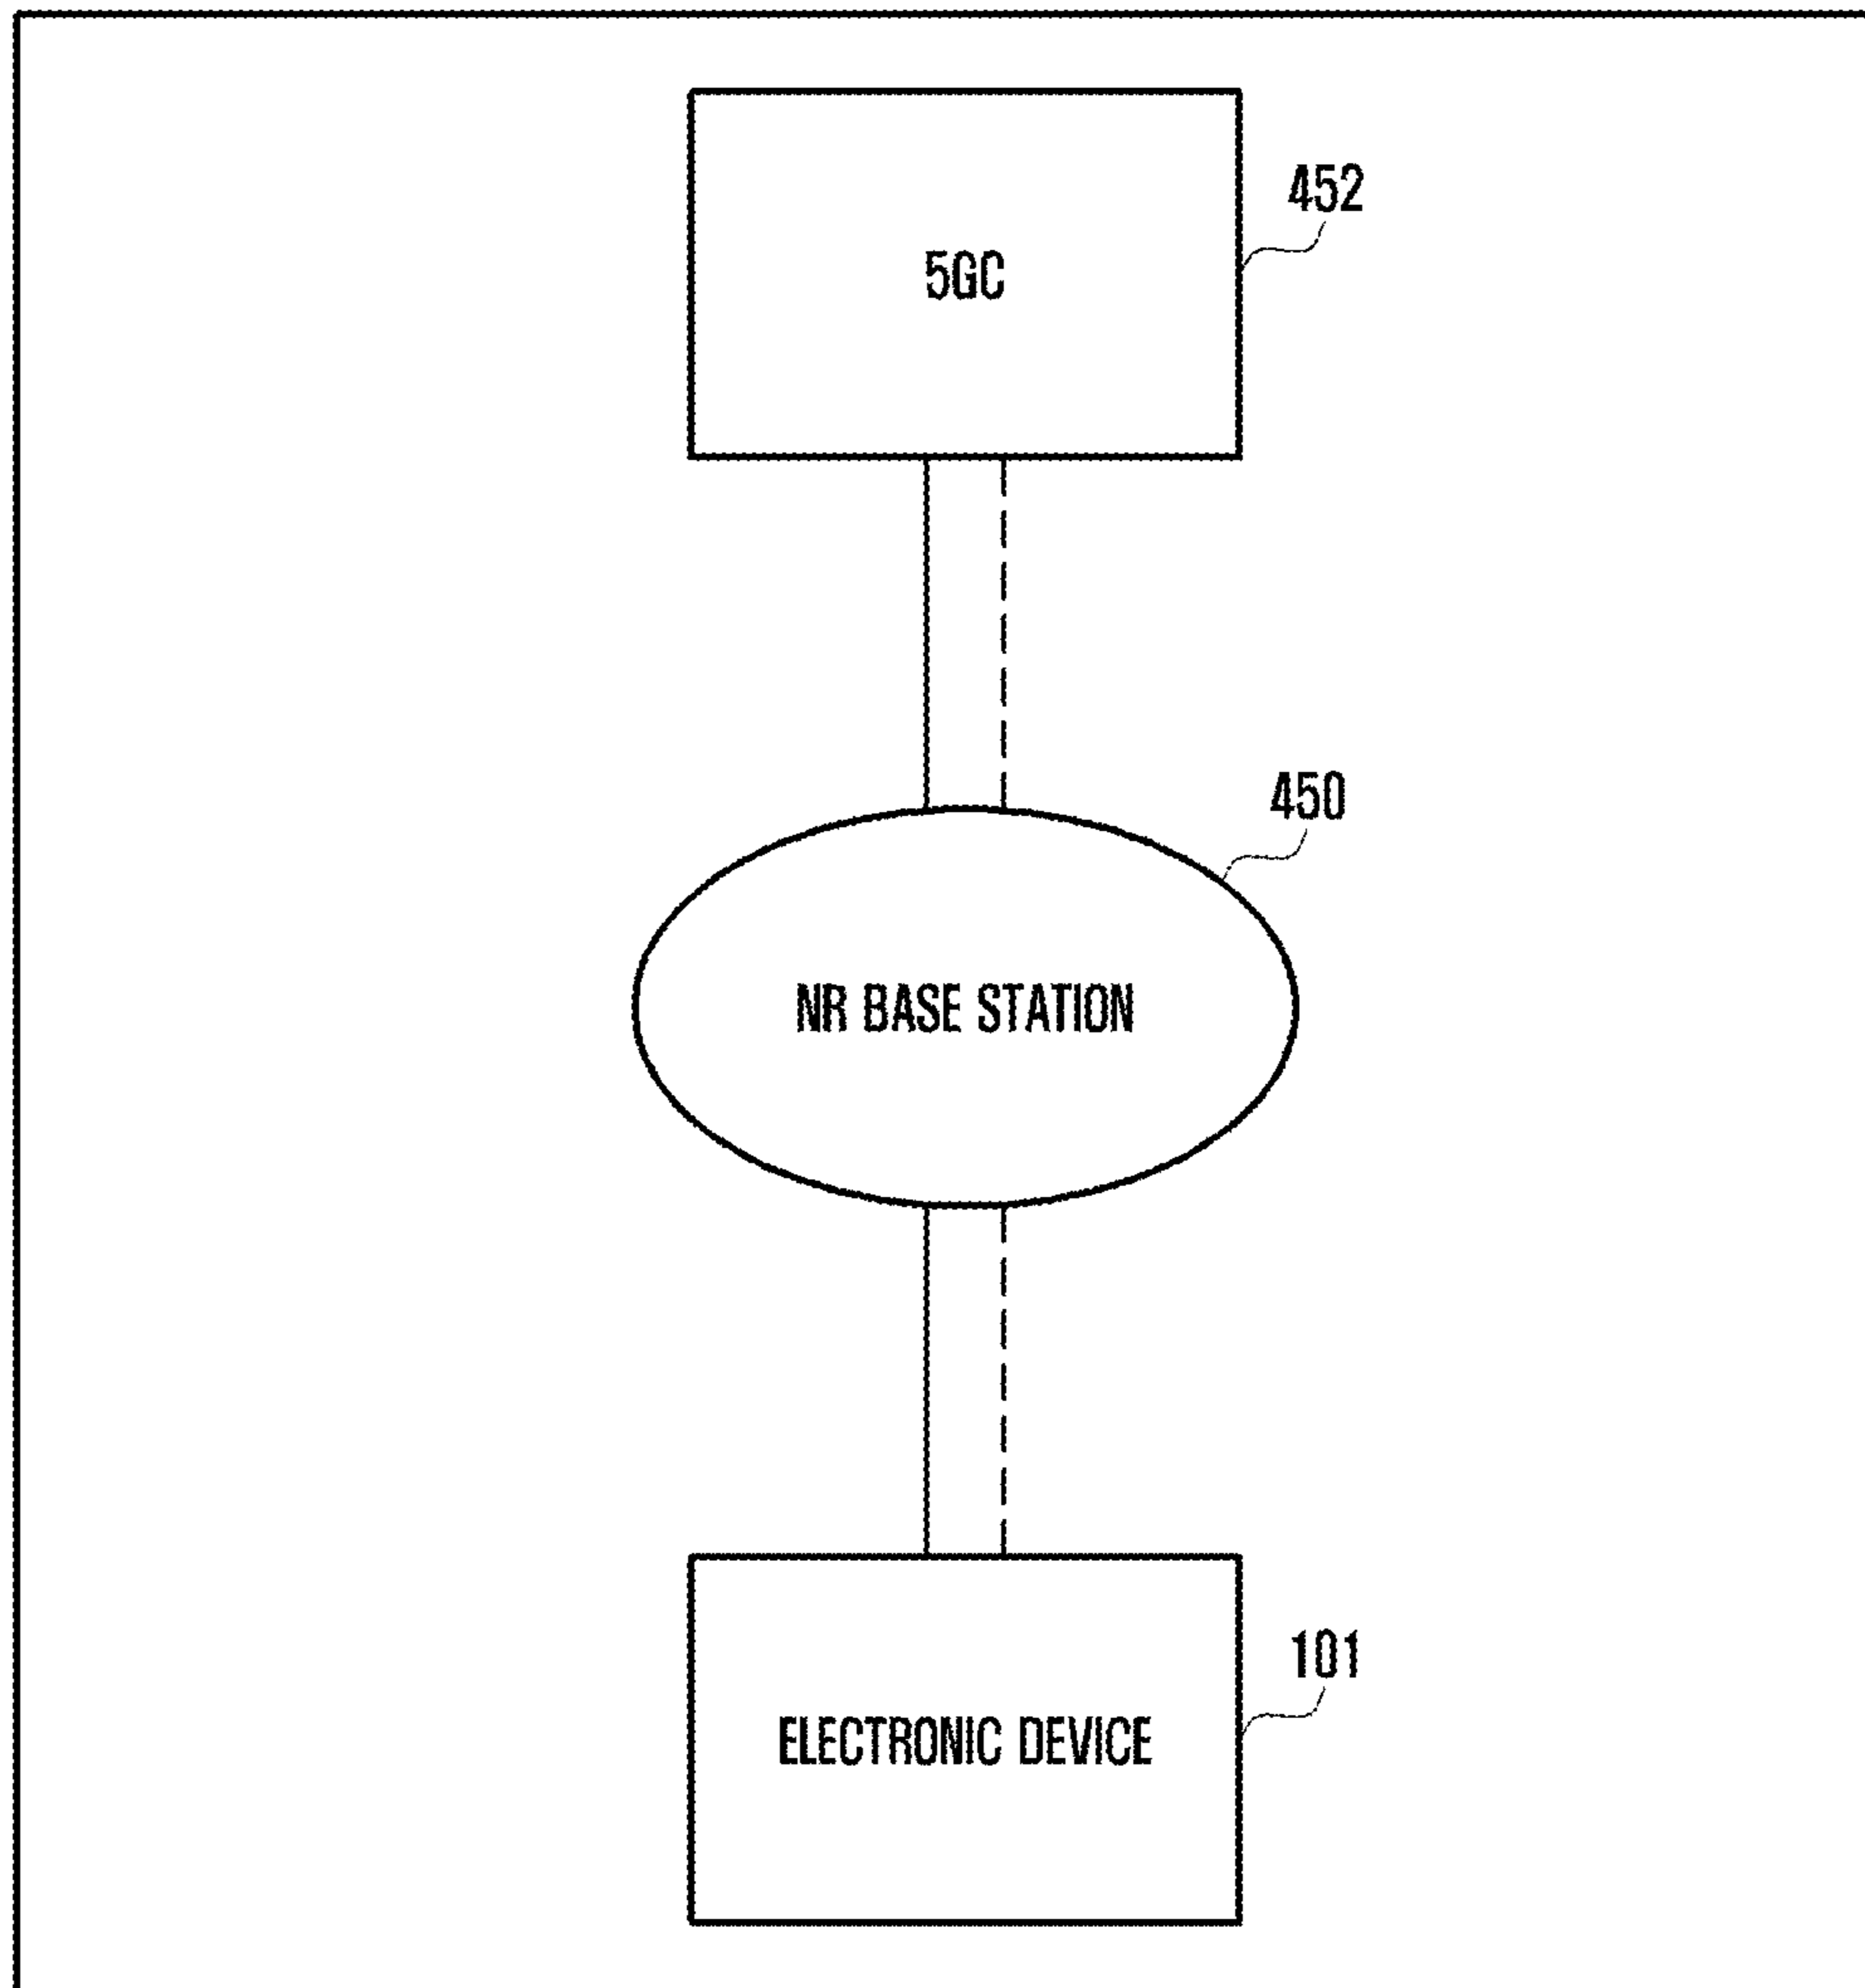 452
5GC
450
NR BASE STATION
101
ELECTRONIC DEVICE